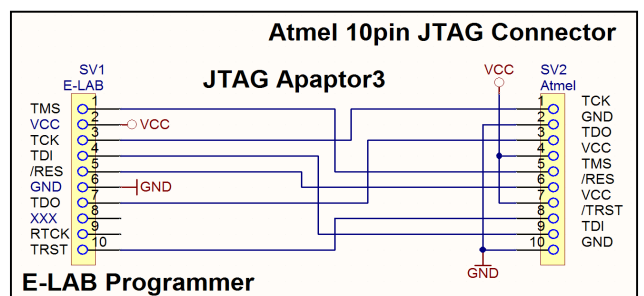 Atmel 10pin JTAG Connector
SV1
E-LAB
JTAG Apaptor3
VCC
SV2
Atmel
TMS 1
VCC 2 VCC
TCK 3
TDI 4
/RES 5
GND 6 GND
TDO 7
XXX 8
RTCK 9
TRST 10
1 TCK
2 GND
3 TDO
4 VCC
5 TMS
6 /RES
7 VCC
8 /TRST
9 TDI
10 GND
GND
E-LAB Programmer